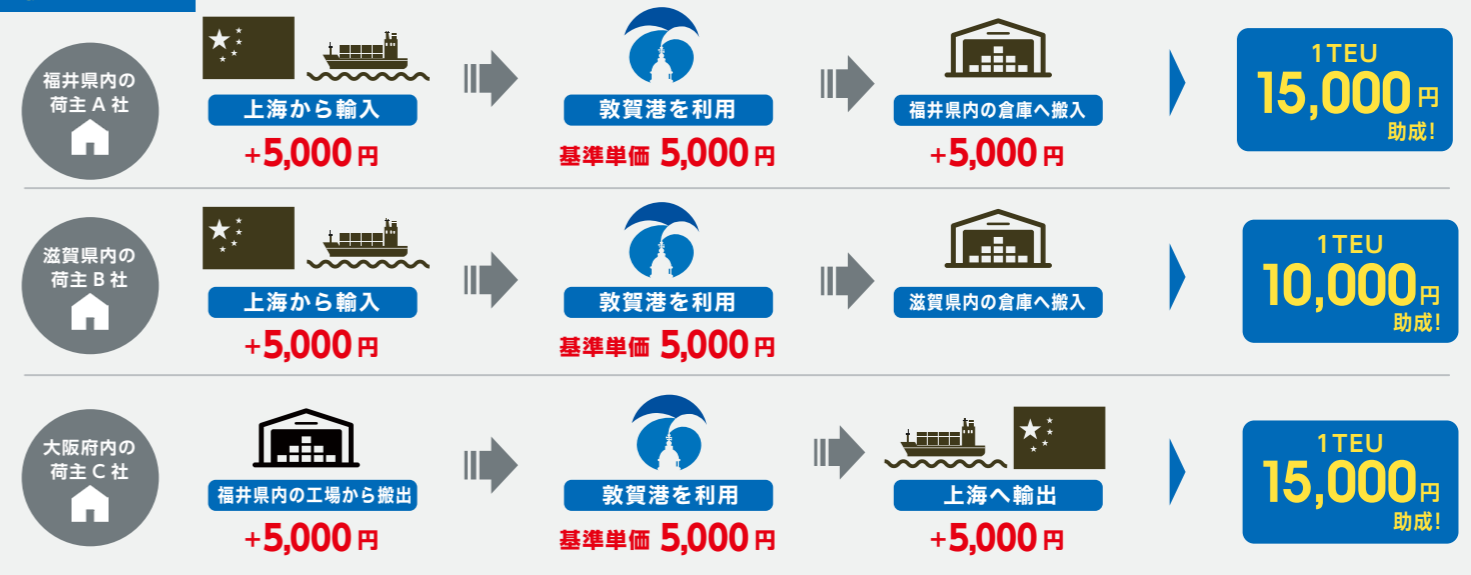 福井県内の
荷主A社
上海から輸入
+5,000円
敦賀港を利用
基準単価 5,000円
福井県内の倉庫へ搬入
+5,000円
1TEU
15,000円
助成!
滋賀県内の
荷主B社
上海から輸入
+5,000円
敦賀港を利用
基準単価 5,000円
滋賀県内の倉庫へ搬入
1TEU
10,000円
助成!
大阪府内の
荷主C社
福井県内の工場から搬出
+5,000円
敦賀港を利用
基準単価 5,000円
上海へ輸出
+5,000円
1TEU
15,000円
助成!